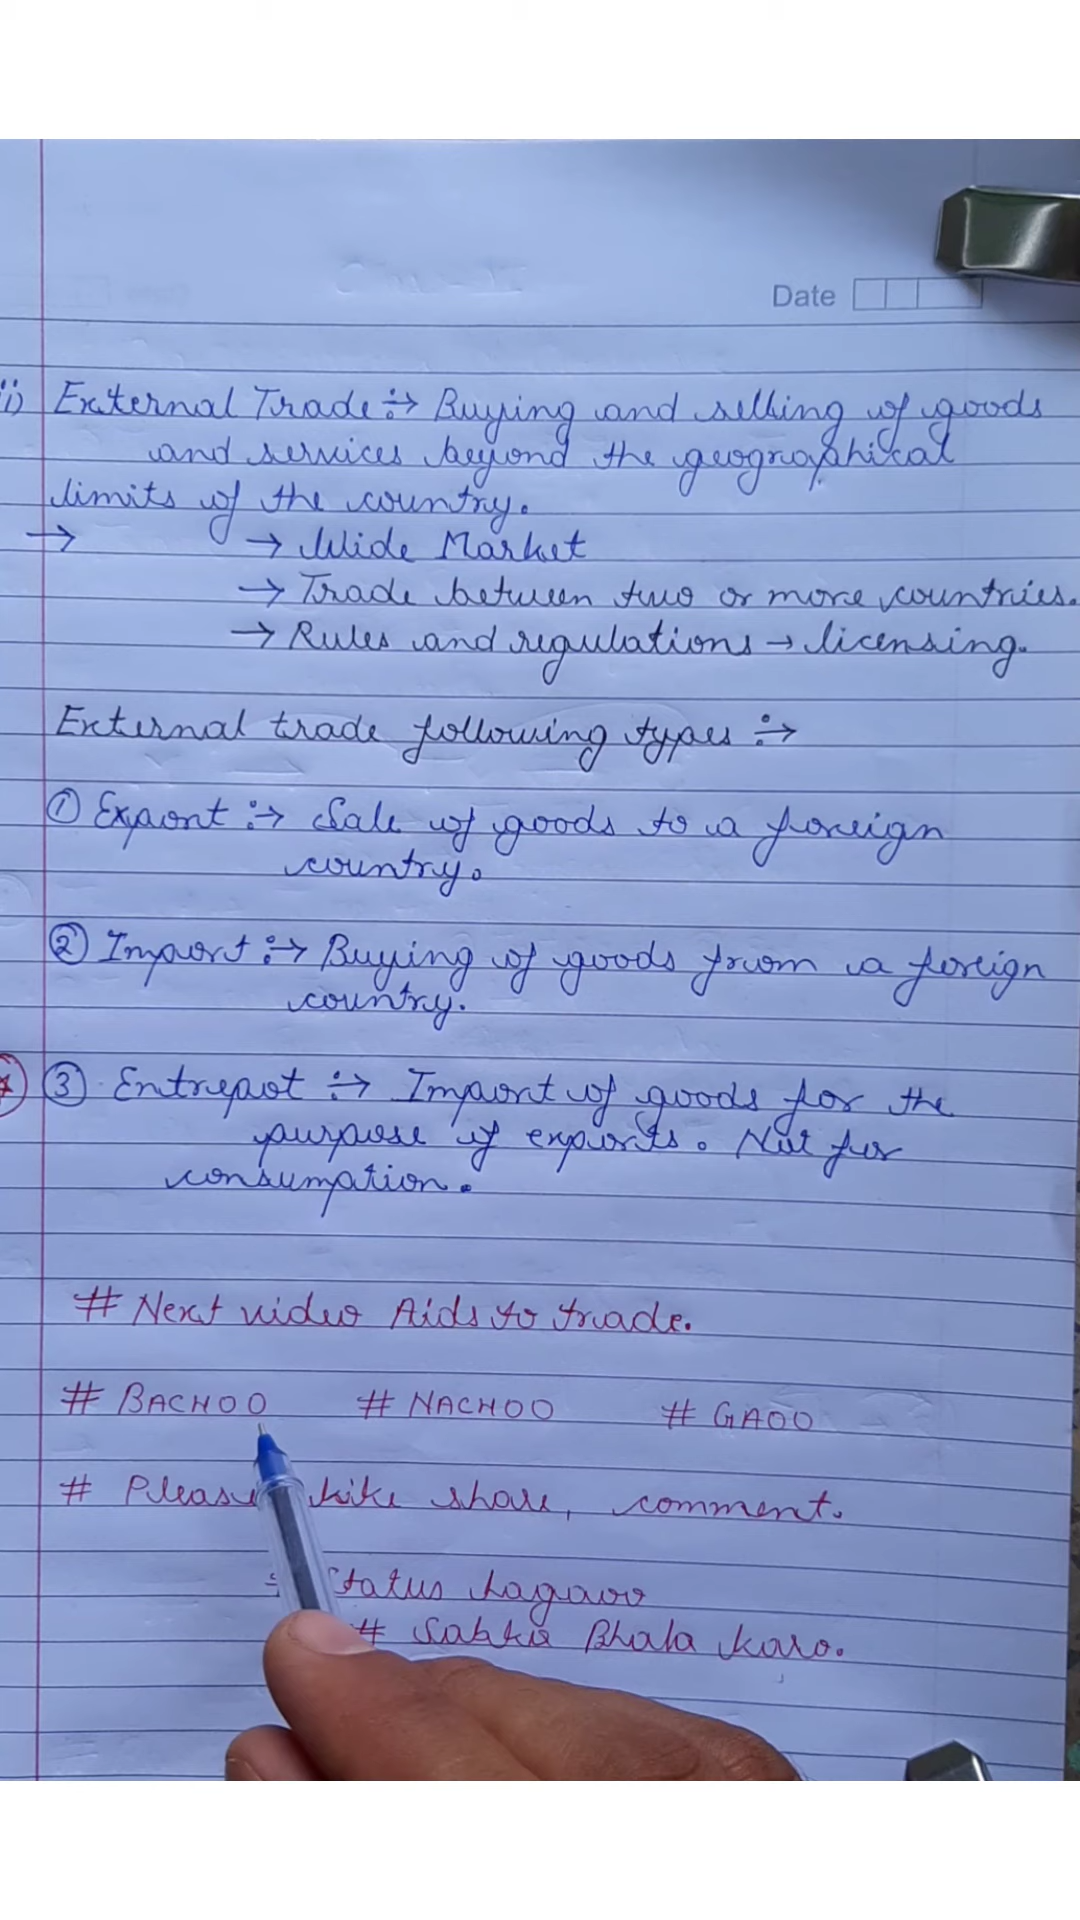 Date
ii) External Trade :→ Buying and selling of goods
and services beyond the geographical
limits of the country.
→ → Wide Market
→ Trade between two or more countries.
→ Rules and regulations → licensing.
External trade following types :→
① Export :→ Sale of goods to a foreign
country.
② Import :→ Buying of goods from a foreign
country.
③ Entrepot :→ Import of goods for the
purpose of exports. Not for
consumption.
# Next video Aids to trade.
# BACHOO # NACHOO # GAOO
# Please like share, comment.
Status Lagaoo
# Sabka Bhala karo.